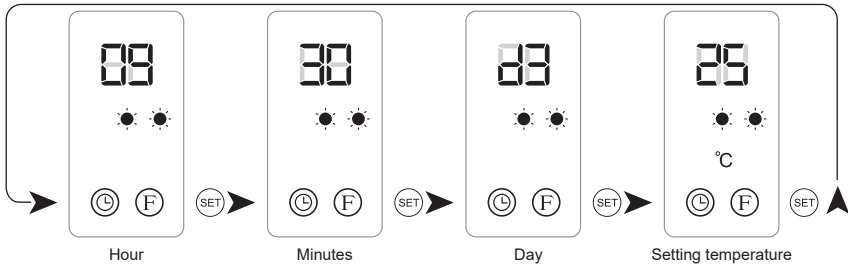 09 30 d3 25
°C
F SET F SET F SET F SET
Hour Minutes Day Setting temperature